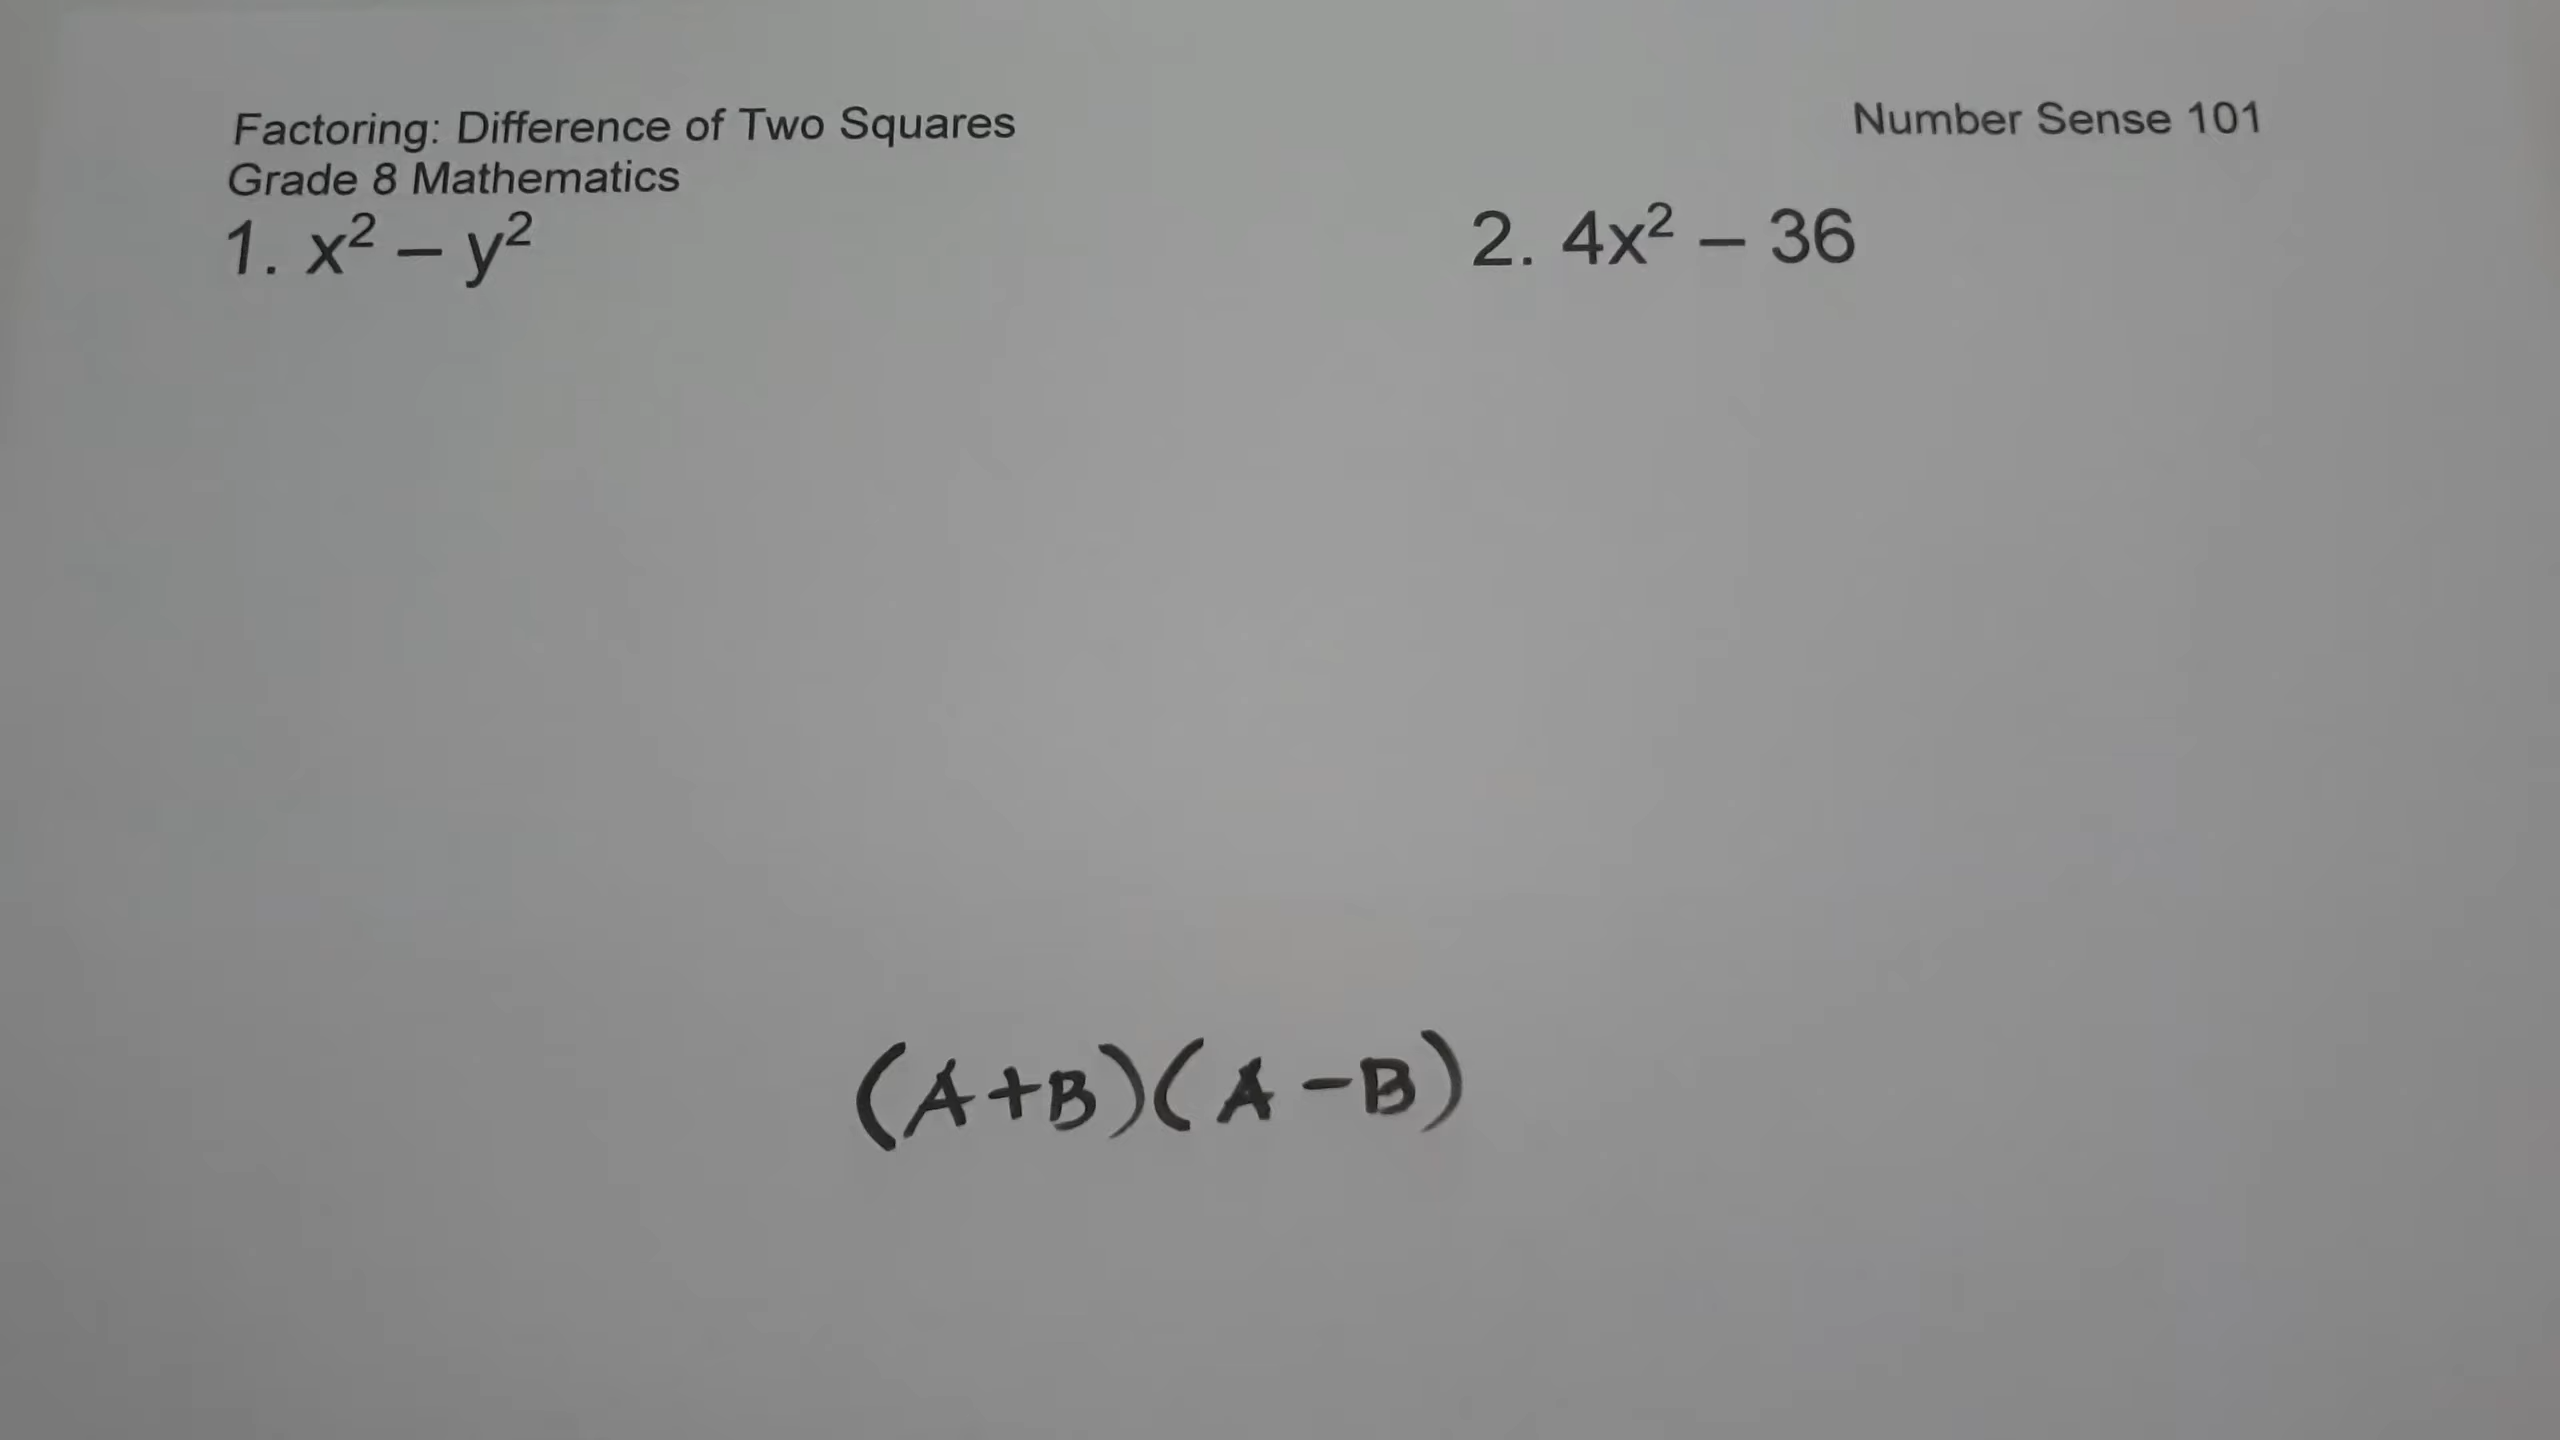 Factoring: Difference of Two Squares
Number Sense 101
Grade 8 Mathematics
1. x² – y²
2. 4x² – 36
(A+B)(A-B)